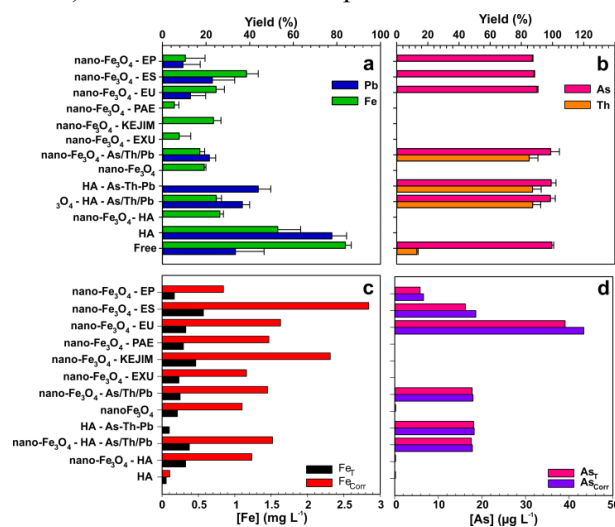 Yield (%)
Yield (%)
0 20 40 60 80 100
0 20 40 60 80 100 120
nano-Fe3O4 - EP
nano-Fe3O4 - ES
nano-Fe3O4 - EU
nano-Fe3O4 - PAE
nano-Fe3O4 - KEJIM
nano-Fe3O4 - EXU
nano-Fe3O4 - As/Th/Pb
nano-Fe3O4
HA - As-Th-Pb
3O4 - HA - As/Th/Pb
nano-Fe3O4 - HA
HA
Free
a
Pb
Fe
b
As
Th
nano-Fe3O4 - EP
nano-Fe3O4 - ES
nano-Fe3O4 - EU
nano-Fe3O4 - PAE
nano-Fe3O4 - KEJIM
nano-Fe3O4 - EXU
nano-Fe3O4 - As/Th/Pb
nanoFe3O4
HA - As-Th-Pb
nano-Fe3O4 - HA - As/Th/Pb
nano-Fe3O4 - HA
HA
c
FeT
FeCorr
d
AsT
AsCorr
0 0.5 1 1.5 2 2.5 3
0 10 20 30 40 50
[Fe] (mg L-1)
[As] (µg L-1)